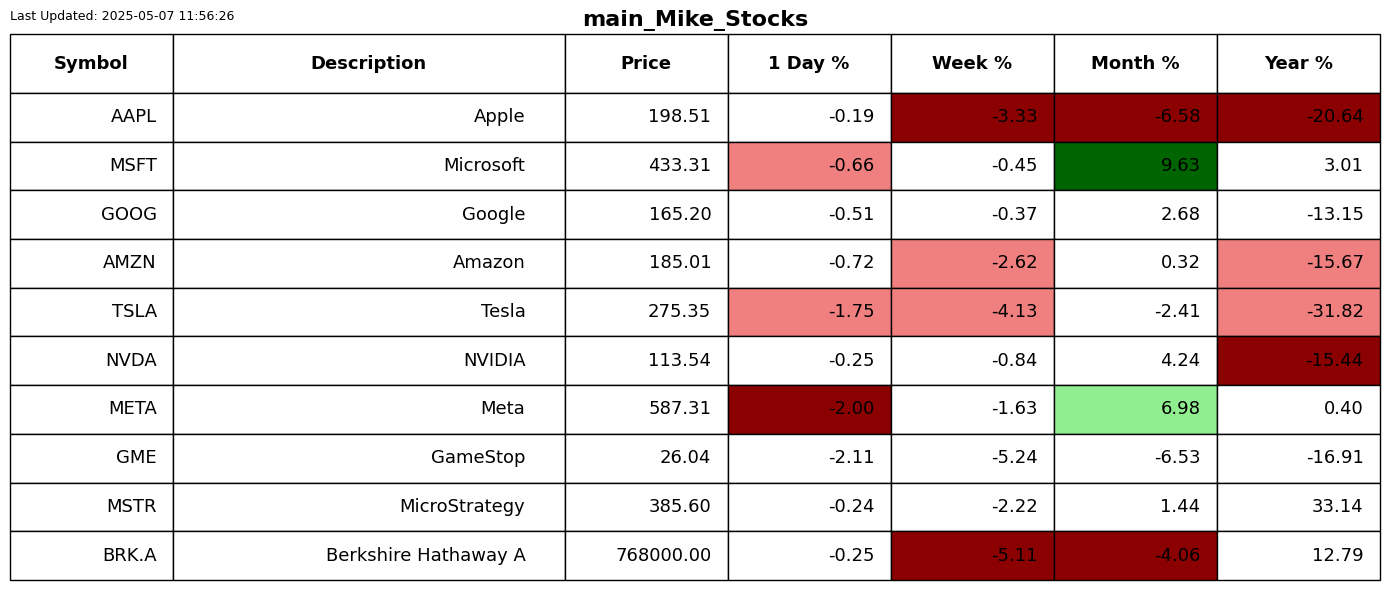 Last Updated: 2025-05-07 11:56:26
main_Mike_Stocks
Symbol Description Price 1 Day % Week % Month % Year %
AAPL Apple 198.51 -0.19 -3.33 -6.58 -20.64
MSFT Microsoft 433.31 -0.66 -0.45 9.63 3.01
GOOG Google 165.20 -0.51 -0.37 2.68 -13.15
AMZN Amazon 185.01 -0.72 -2.62 0.32 -15.67
TSLA Tesla 275.35 -1.75 -4.13 -2.41 -31.82
NVDA NVIDIA 113.54 -0.25 -0.84 4.24 -15.44
META Meta 587.31 -2.00 -1.63 6.98 0.40
GME GameStop 26.04 -2.11 -5.24 -6.53 -16.91
MSTR MicroStrategy 385.60 -0.24 -2.22 1.44 33.14
BRK.A Berkshire Hathaway A 768000.00 -0.25 -5.11 -4.06 12.79